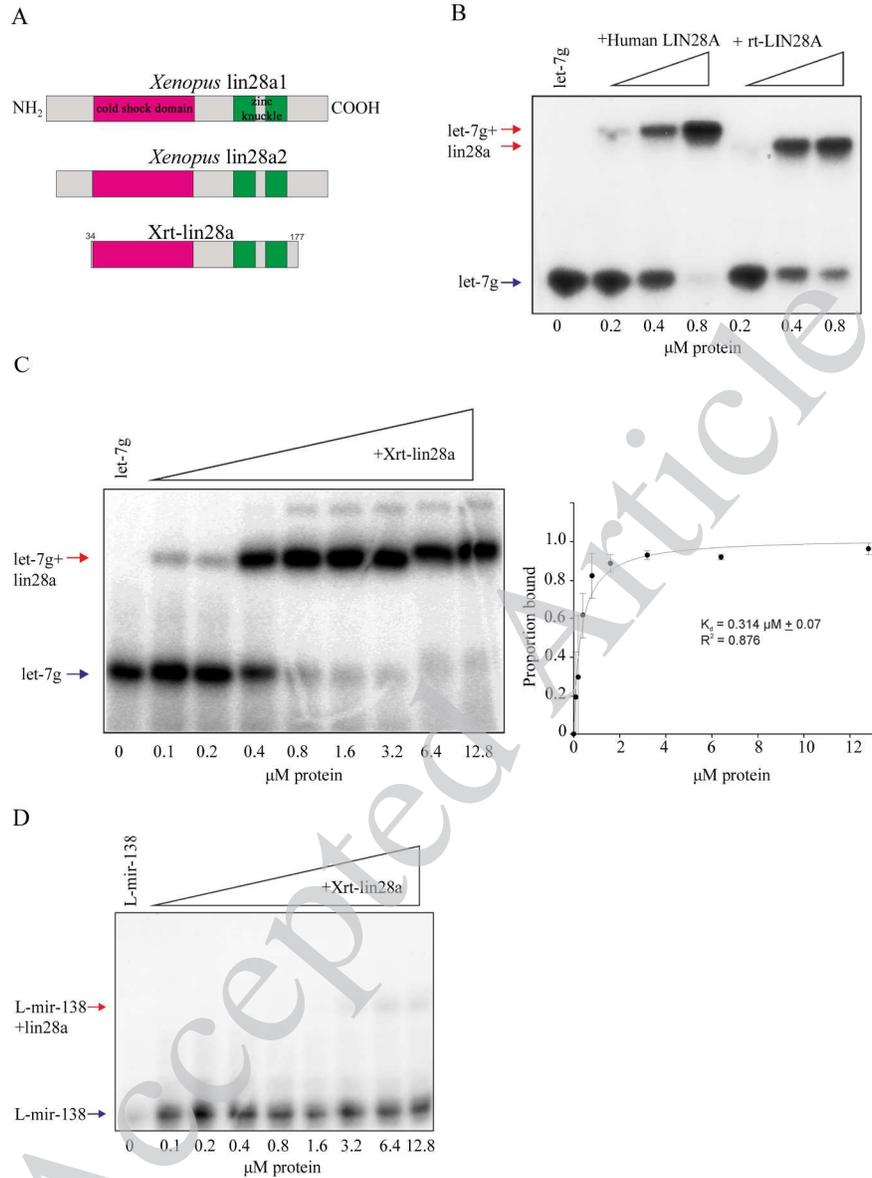 A
Xenopus lin28a1
NH2
cold shock domain
zinc
knuckle
COOH
Xenopus lin28a2
Xrt-lin28a
34
177
B
let-7g
+Human LIN28A
+ rt-LIN28A
let-7g+
lin28a
let-7g
0
0.2
0.4
0.8
0.2
0.4
0.8
µM protein
C
let-7g
+Xrt-lin28a
let-7g+
lin28a
let-7g
0
0.1
0.2
0.4
0.8
1.6
3.2
6.4
12.8
µM protein
Proportion bound
1.0
0.8
0.6
0.4
0.2
0
Kd = 0.314 µM ± 0.07
R2 = 0.876
0
2
4
6
8
10
12
µM protein
D
L-mir-138
+Xrt-lin28a
L-mir-138
+lin28a
L-mir-138
0
0.1
0.2
0.4
0.8
1.6
3.2
6.4
12.8
µM protein
Accepted Article